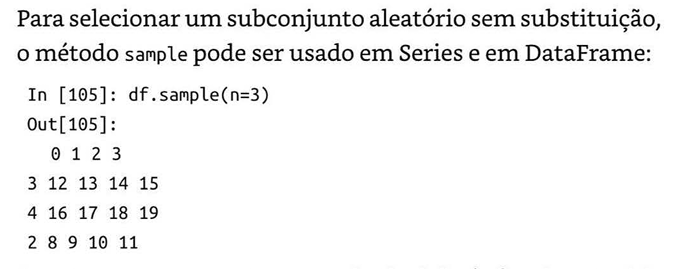 Para selecionar um subconjunto aleatório sem substituição,
o método sample pode ser usado em Series e em DataFrame:
In [105]: df.sample(n=3)
Out[105]:
0 1 2 3
3 12 13 14 15
4 16 17 18 19
2 8 9 10 11